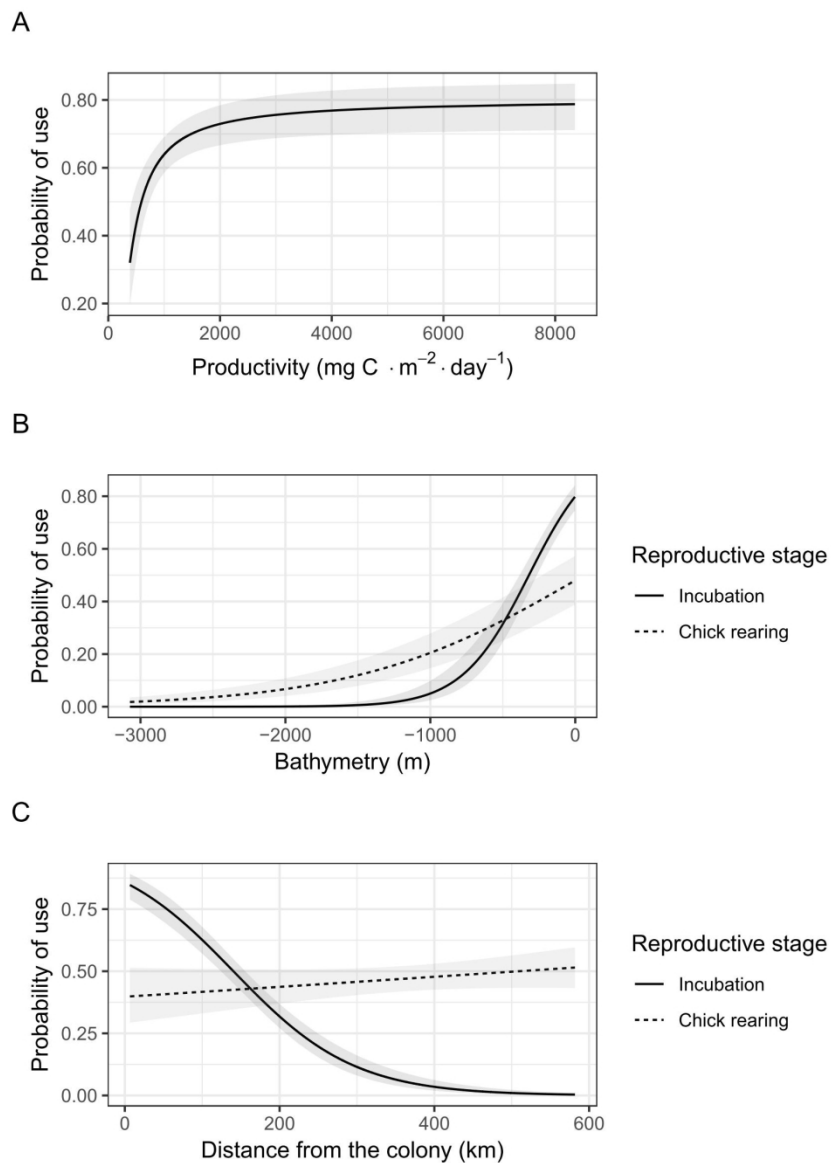 A
0.80
0.60
0.40
0.20
Probability of use
0 2000 4000 6000 8000
Productivity (mg C · m⁻² · day⁻¹)
B
0.80
0.60
0.40
0.20
0.00
Probability of use
−3000 −2000 −1000 0
Bathymetry (m)
Reproductive stage
Incubation
Chick rearing
C
0.75
0.50
0.25
0.00
Probability of use
0 200 400 600
Distance from the colony (km)
Reproductive stage
Incubation
Chick rearing